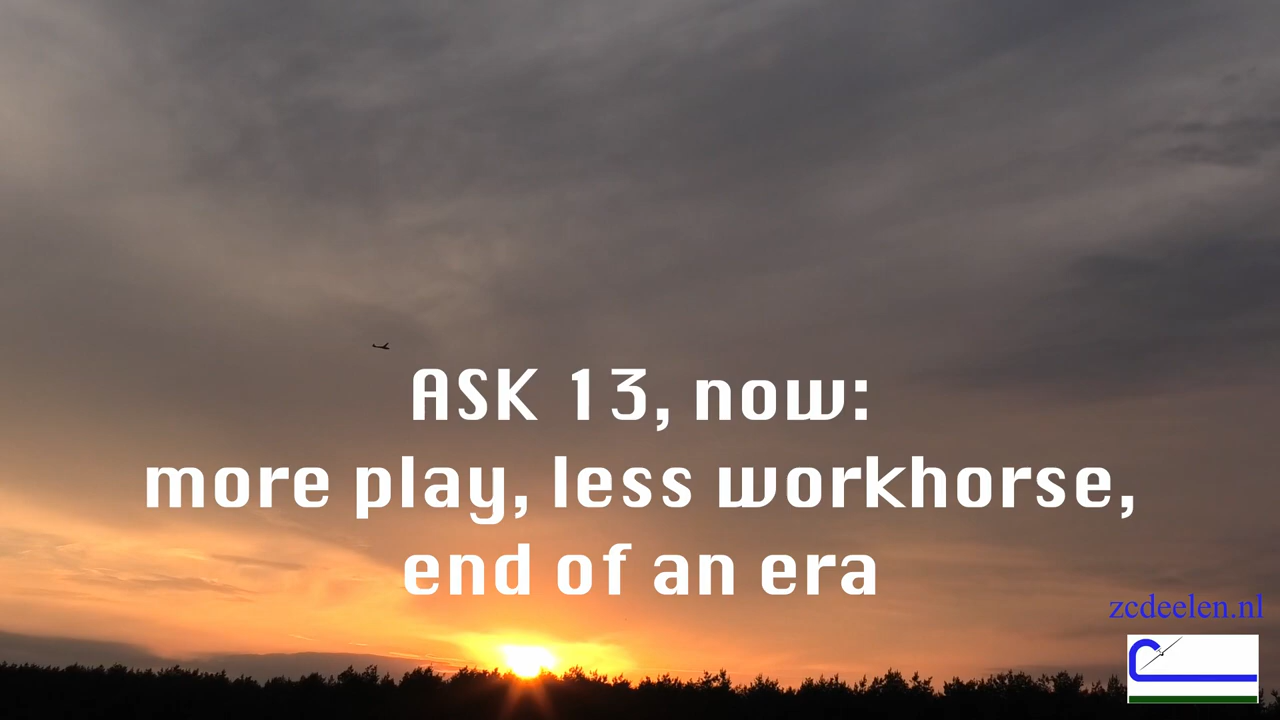 ASK 13, now:
more play, less workhorse,
end of an era
zcdeelen.nl